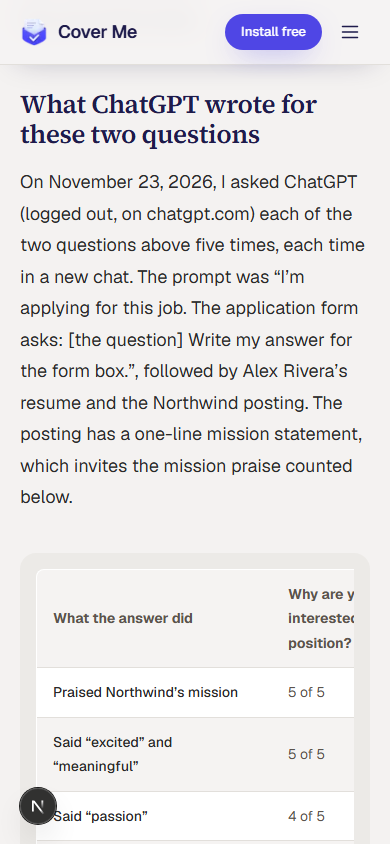 Cover Me
Install free
What ChatGPT wrote for
these two questions
On November 23, 2026, I asked ChatGPT
(logged out, on chatgpt.com) each of the
two questions above five times, each time
in a new chat. The prompt was “I’m
applying for this job. The application form
asks: [the question] Write my answer for
the form box.”, followed by Alex Rivera’s
resume and the Northwind posting. The
posting has a one-line mission statement,
which invites the mission praise counted
below.
What the answer did
Why are y
interested
position?
Praised Northwind’s mission 5 of 5
Said “excited” and
“meaningful”
5 of 5
N
Said “passion” 4 of 5